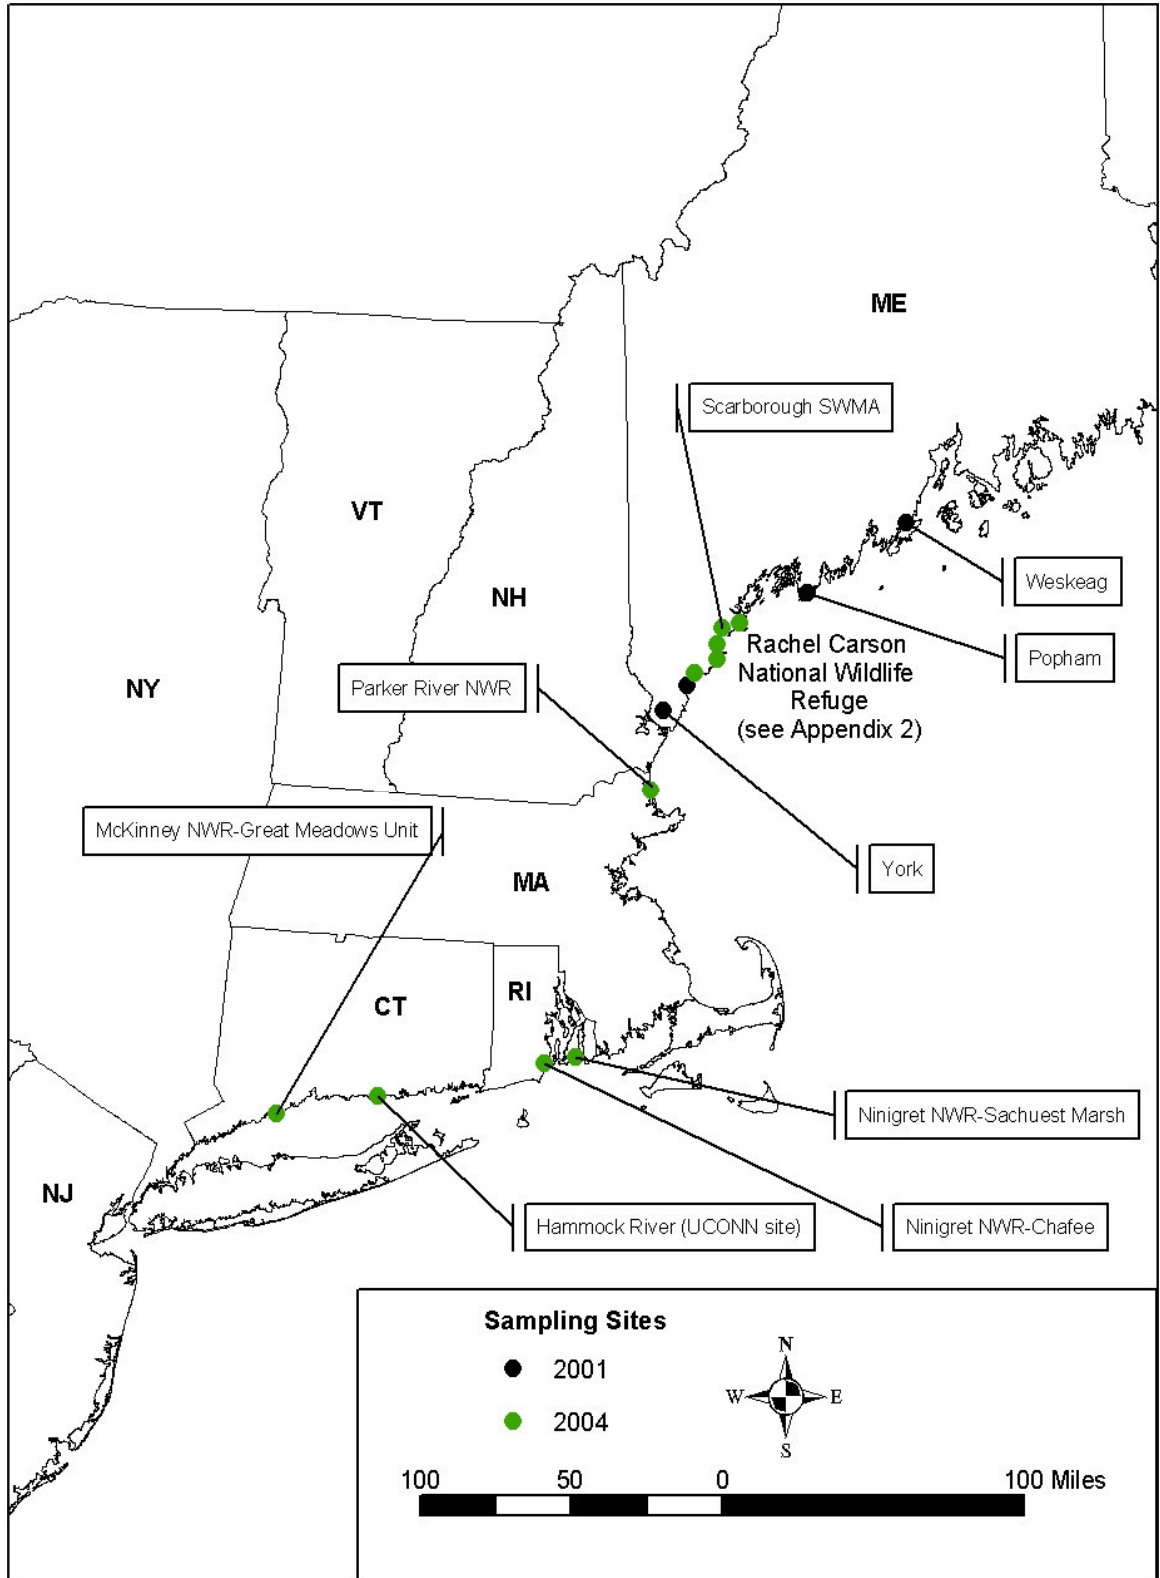 ME
Scarborough SWMA
VT
NH
Weskeag
Popham
Rachel Carson
National Wildlife
Refuge
(see Appendix 2)
NY
Parker River NWR
McKinney NWR-Great Meadows Unit
York
MA
RI
CT
Ninigret NWR-Sachuest Marsh
NJ
Hammock River (UCONN site)
Ninigret NWR-Chafee
Sampling Sites
2001
2004
N
W E
S
100 50 0 100 Miles